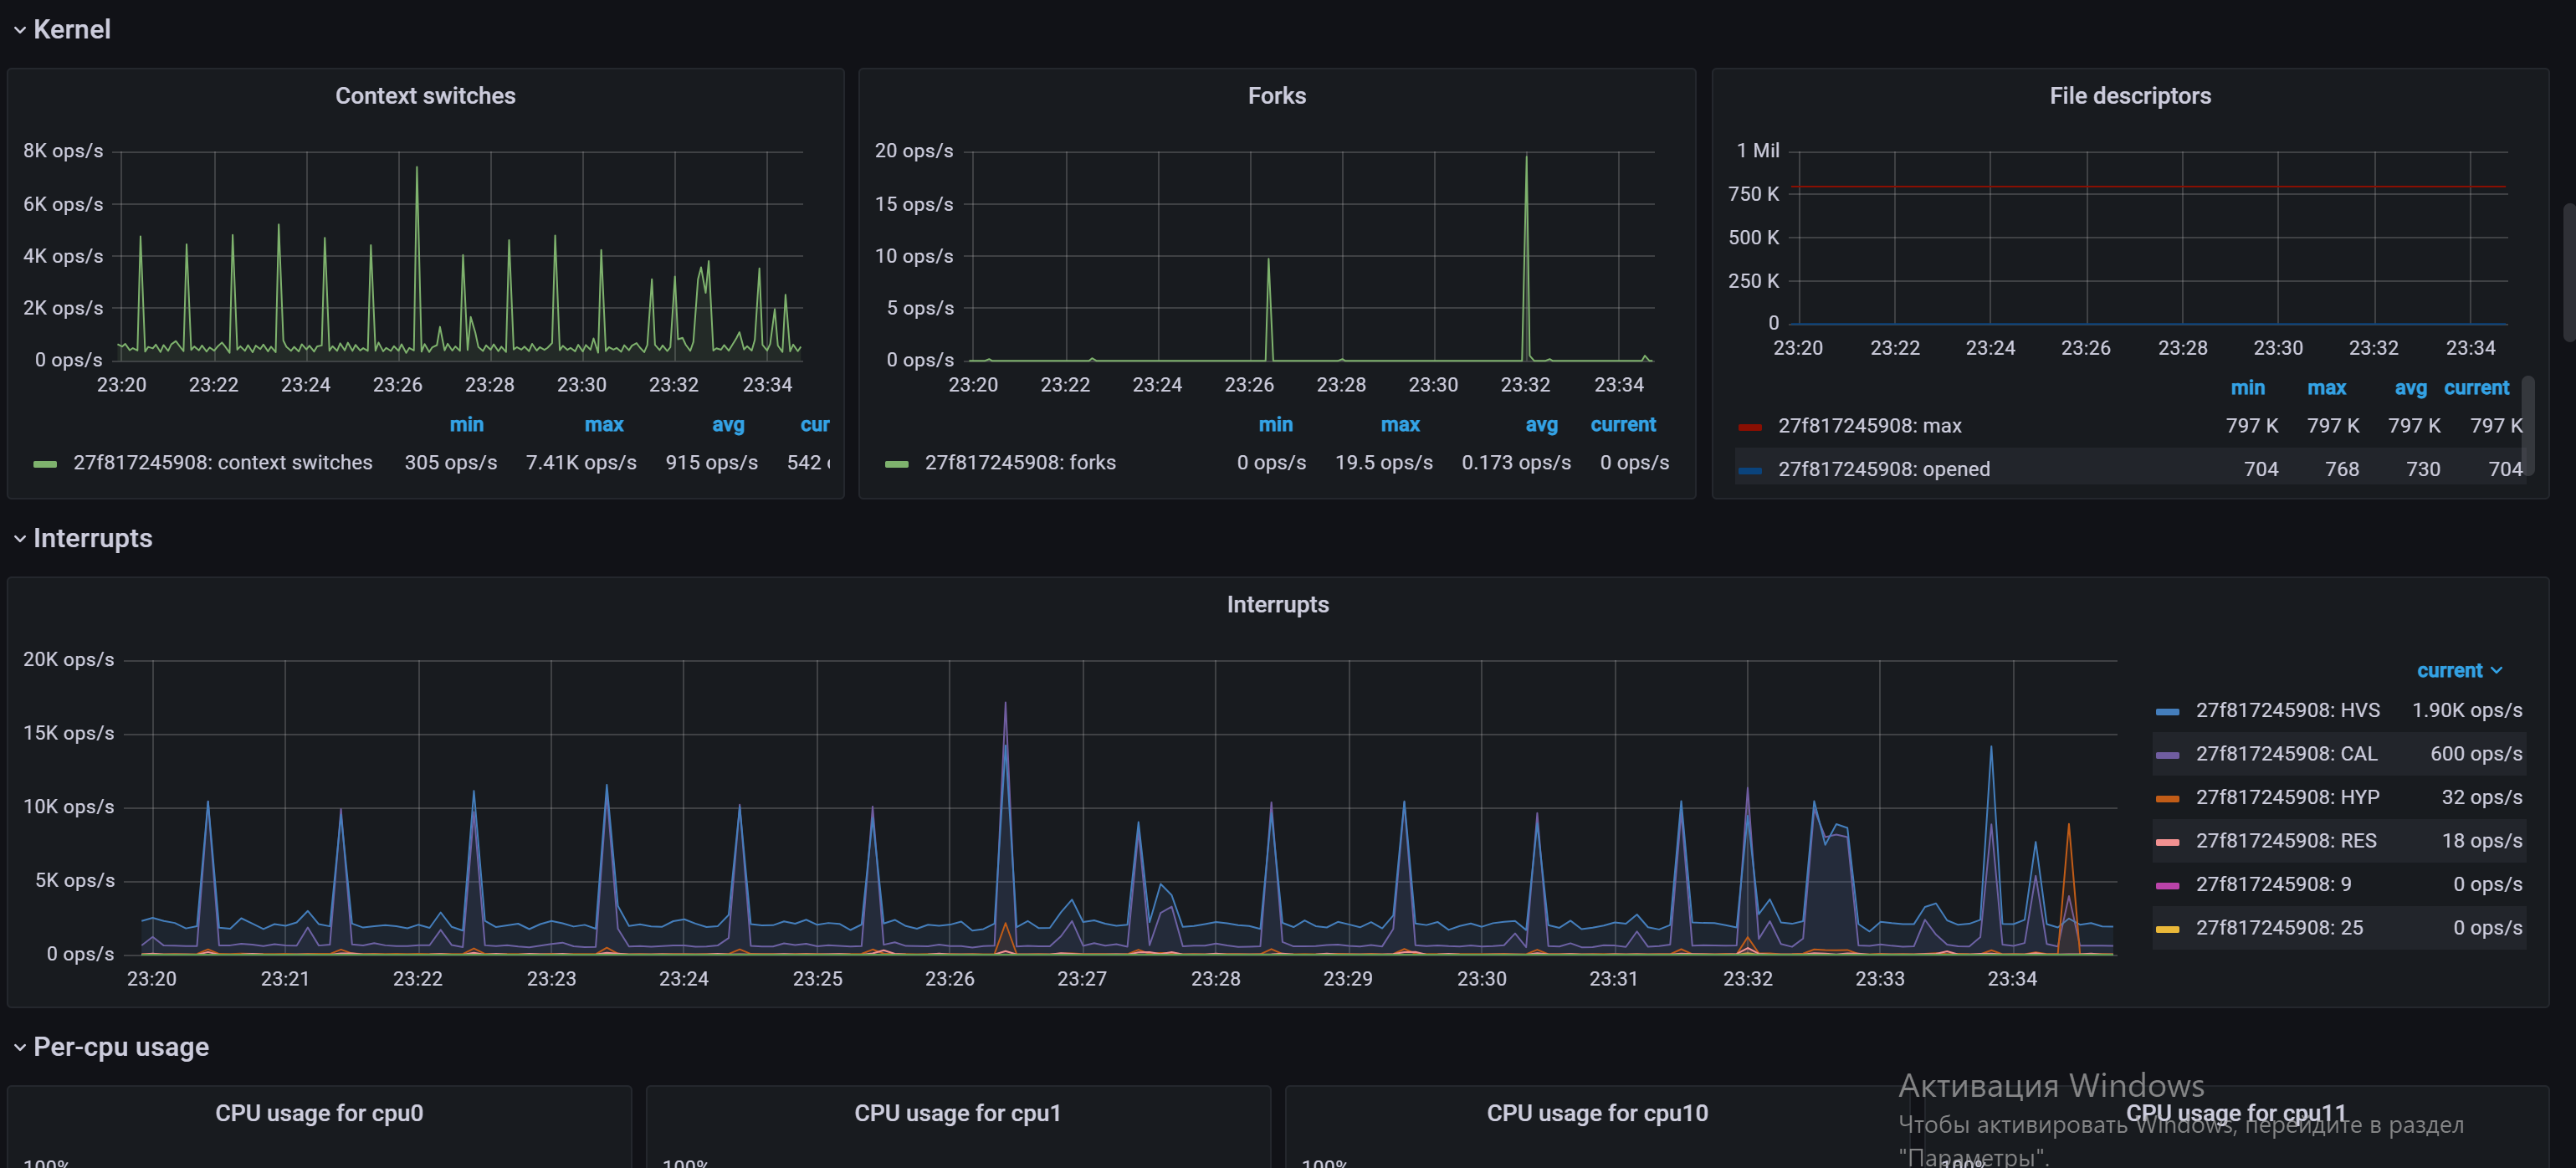 Kernel
Context switches
8K ops/s
6K ops/s
4K ops/s
2K ops/s
0 ops/s
23:20 23:22 23:24 23:26 23:28 23:30 23:32 23:34
min max avg cur
27f817245908: context switches 305 ops/s 7.41K ops/s 915 ops/s 542
Forks
20 ops/s
15 ops/s
10 ops/s
5 ops/s
0 ops/s
23:20 23:22 23:24 23:26 23:28 23:30 23:32 23:34
min max avg current
27f817245908: forks 0 ops/s 19.5 ops/s 0.173 ops/s 0 ops/s
File descriptors
1 Mil
750 K
500 K
250 K
0
23:20 23:22 23:24 23:26 23:28 23:30 23:32 23:34
min max avg current
27f817245908: max 797 K 797 K 797 K 797 K
27f817245908: opened 704 768 730 704
Interrupts
Interrupts
20K ops/s
15K ops/s
10K ops/s
5K ops/s
0 ops/s
23:20 23:21 23:22 23:23 23:24 23:25 23:26 23:27 23:28 23:29 23:30 23:31 23:32 23:33 23:34
current
27f817245908: HVS 1.90K ops/s
27f817245908: CAL 600 ops/s
27f817245908: HYP 32 ops/s
27f817245908: RES 18 ops/s
27f817245908: 9 0 ops/s
27f817245908: 25 0 ops/s
Per-cpu usage
CPU usage for cpu0
100%
CPU usage for cpu1
100%
CPU usage for cpu10
100%
CPU usage for cpu11
100%
Активация Windows
Чтобы активировать Windows, перейдите в раздел
"Параметры".